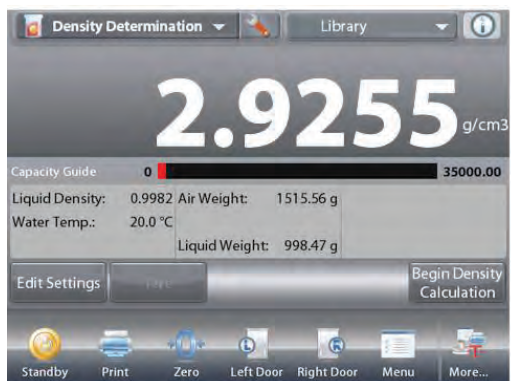 Density Determination Library
2.9255 g/cm3
Capacity Guide 0 35000.00
Liquid Density: 0.9982 Air Weight: 1515.56 g
Water Temp.: 20.0 °C
Liquid Weight: 998.47 g
Edit Settings
Begin Density
Calculation
Standby Print Zero Left Door Right Door Menu More...